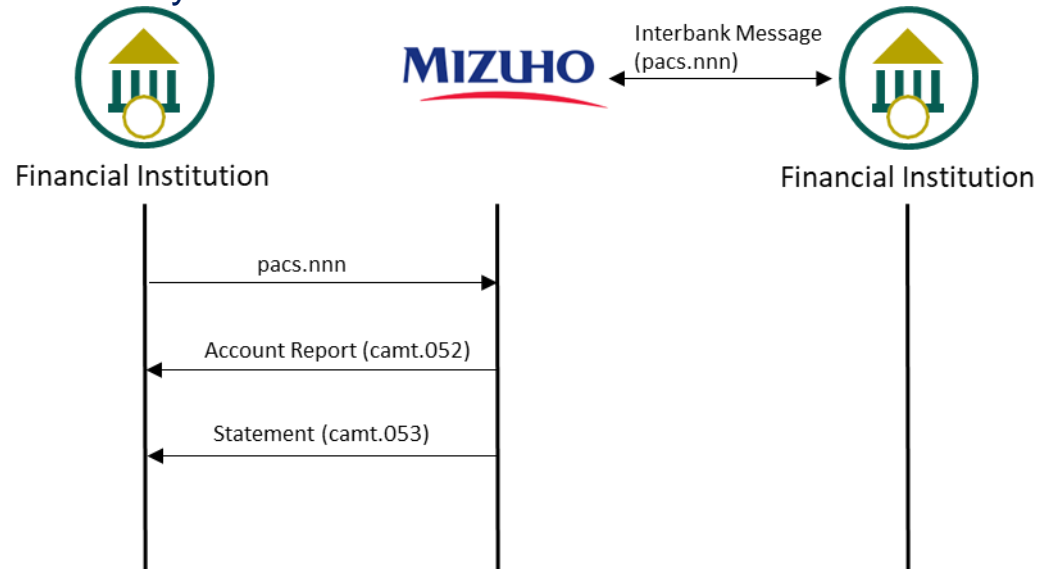 MIZUHO
Interbank Message
(pacs.nnn)
Financial Institution
Financial Institution
pacs.nnn
Account Report (camt.052)
Statement (camt.053)